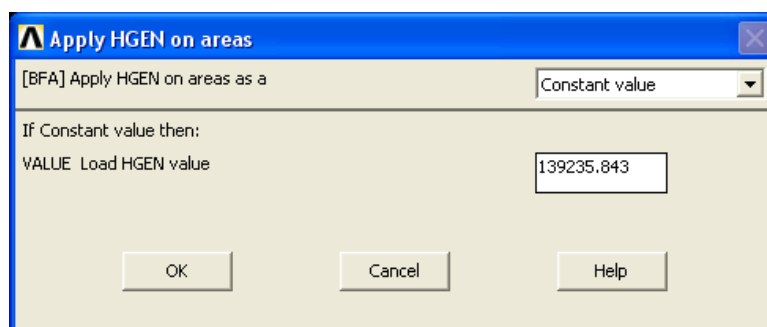 Apply HGEN on areas
[BFA] Apply HGEN on areas as a Constant value
If Constant value then:
VALUE Load HGEN value 139235.843
OK Cancel Help